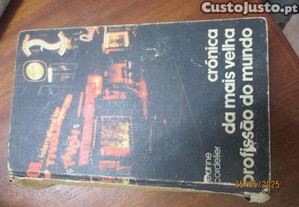 CustoJusto.pt
crónica
da mais velha
profissão do mundo
jeanne
cordelier